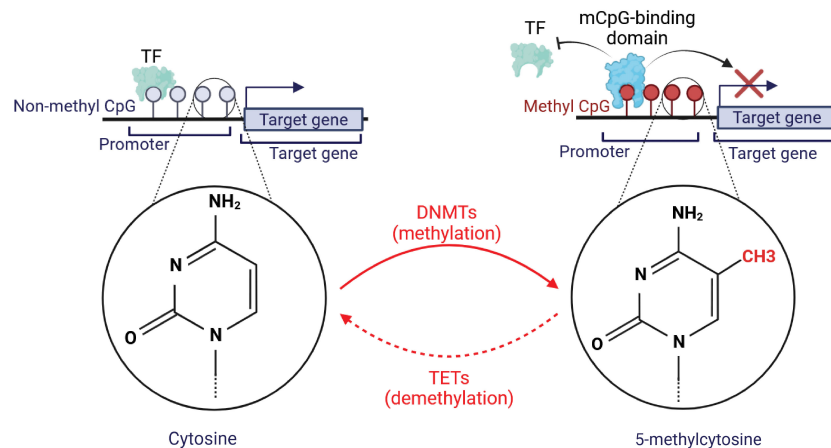 TF
Non-methyl CpG
Target gene
Promoter
Target gene
NH₂
N
O
N
Cytosine
DNMTs
(methylation)
TETs
(demethylation)
mCpG-binding
domain
TF
Methyl CpG
Target gene
Promoter
Target gene
NH₂
CH3
N
O
N
5-methylcytosine